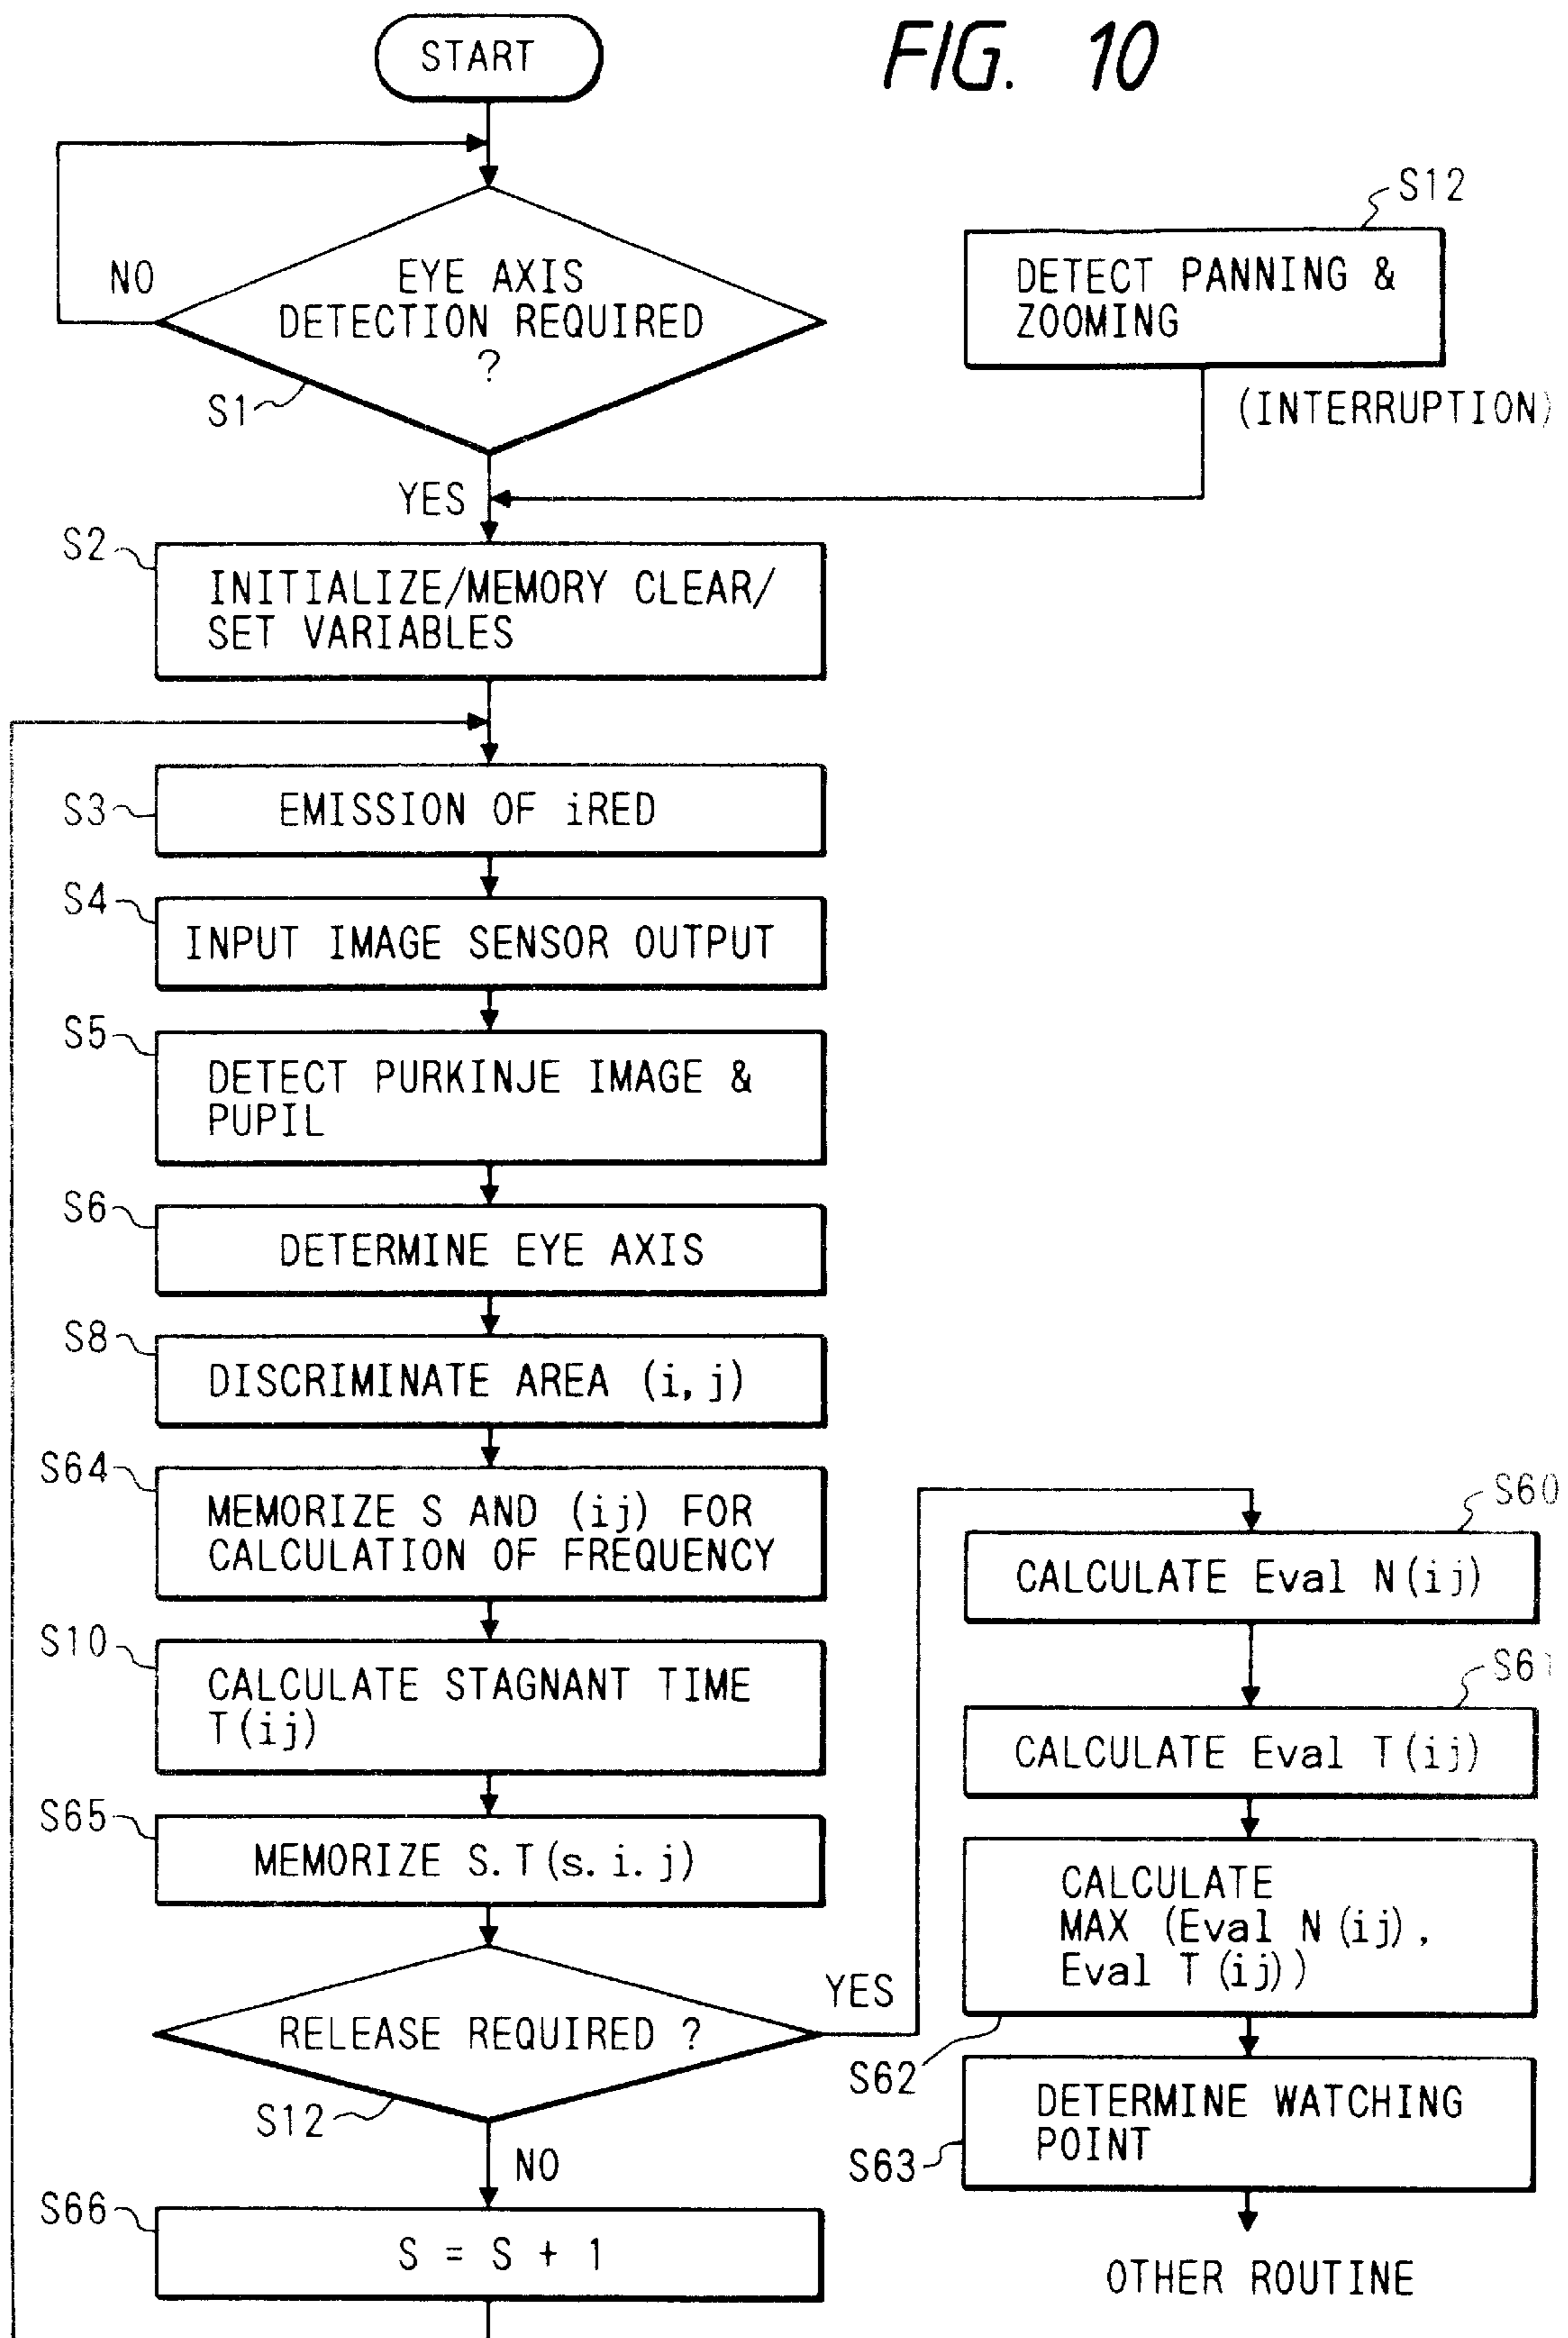 FIG. 10
START
NO
EYE AXIS
DETECTION REQUIRED
?
S1
S12
DETECT PANNING &
ZOOMING
(INTERRUPTION)
YES
S2
INITIALIZE/MEMORY CLEAR/
SET VARIABLES
S3
EMISSION OF iRED
S4
INPUT IMAGE SENSOR OUTPUT
S5
DETECT PURKINJE IMAGE &
PUPIL
S6
DETERMINE EYE AXIS
S8
DISCRIMINATE AREA (i, j)
S64
MEMORIZE S AND (ij) FOR
CALCULATION OF FREQUENCY
S10
CALCULATE STAGNANT TIME
T(ij)
S65
MEMORIZE S.T(s.i.j)
RELEASE REQUIRED ?
S12
YES
NO
S66
S = S + 1
S60
CALCULATE Eval N(ij)
S61
CALCULATE Eval T(ij)
CALCULATE
MAX (Eval N(ij),
Eval T(ij))
S62
DETERMINE WATCHING
POINT
S63
OTHER ROUTINE